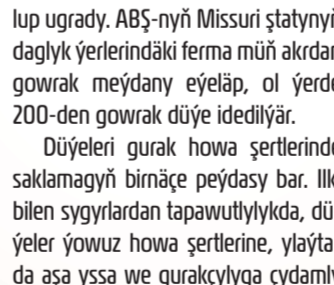 lup ugrady. ABŞ-nyň Missuri ştatynyň
daglyk ýerlerindäki ferma müň akrdan
gowrak meýdany eýeläp, ol ýerde
200-den gowrak düýe idedilýär.
Düýeleri gurak howa şertlerinde
saklamagyň birnäçe peýdasy bar. Ilki
bilen sygyrlardan tapawutlylykda, dü-
ýeler ýowuz howa şertlerine, ylaýta-
da aşa yssa we gurakçylyga çydamly